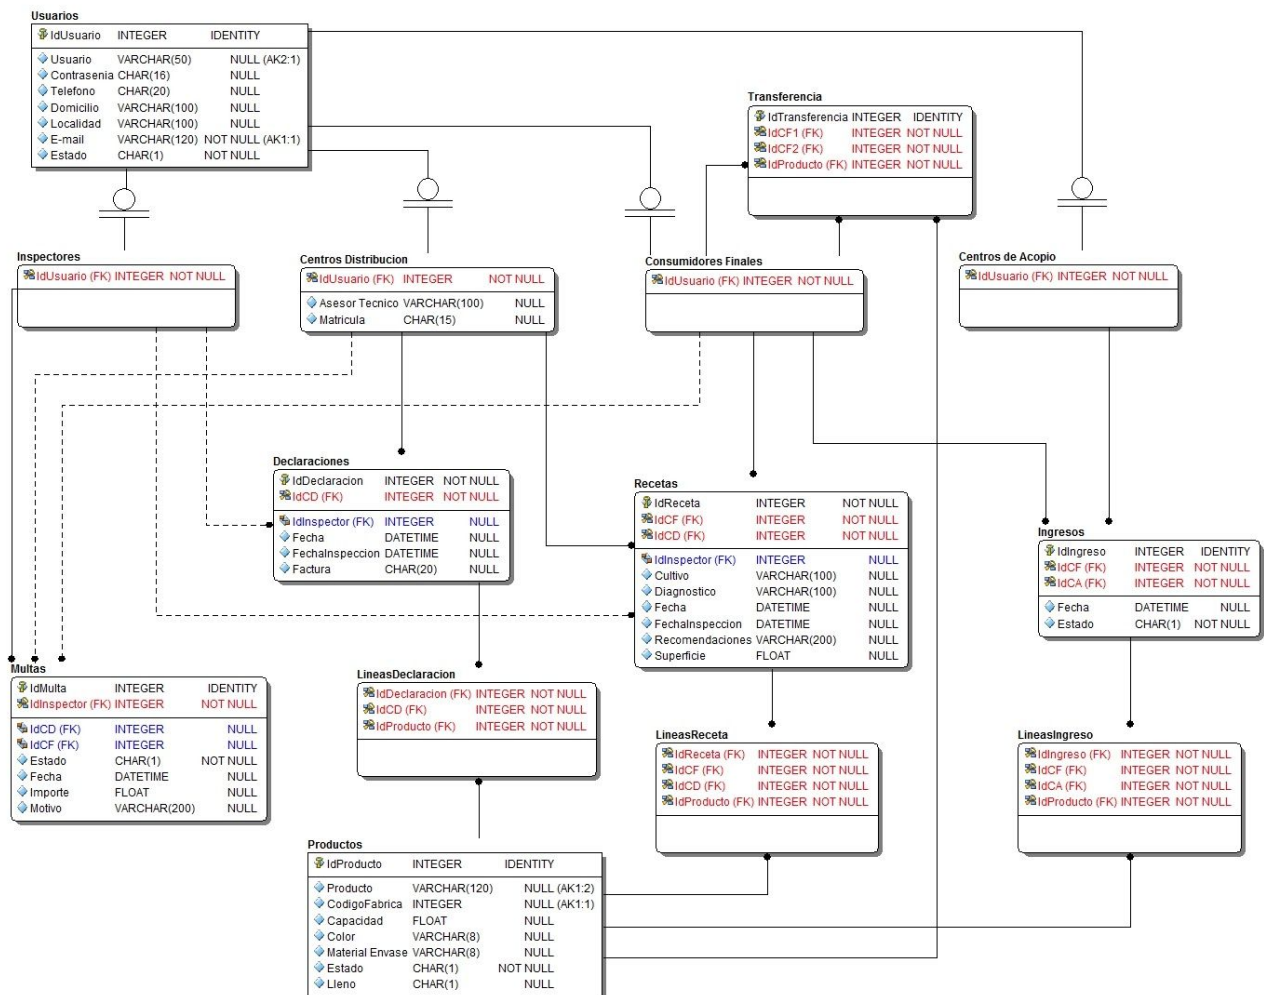 Usuarios
IdUsuario INTEGER IDENTITY
Usuario VARCHAR(50) NULL (AK2:1)
Contrasenia CHAR(16) NULL
Telefono CHAR(20) NULL
Domicilio VARCHAR(100) NULL
Localidad VARCHAR(100) NULL
E-mail VARCHAR(120) NOT NULL (AK1:1)
Estado CHAR(1) NOT NULL
Transferencia
IdTransferencia INTEGER IDENTITY
IdCF1 (FK) INTEGER NOT NULL
IdCF2 (FK) INTEGER NOT NULL
IdProducto (FK) INTEGER NOT NULL
Inspectores
IdUsuario (FK) INTEGER NOT NULL
Centros Distribucion
IdUsuario (FK) INTEGER NOT NULL
Asesor Tecnico VARCHAR(100) NULL
Matricula CHAR(15) NULL
Consumidores Finales
IdUsuario (FK) INTEGER NOT NULL
Centros de Acopio
IdUsuario (FK) INTEGER NOT NULL
Declaraciones
IdDeclaracion INTEGER NOT NULL
IdCD (FK) INTEGER NOT NULL
IdInspector (FK) INTEGER NULL
Fecha DATETIME NULL
FechaInspeccion DATETIME NULL
Factura CHAR(20) NULL
Recetas
IdReceta INTEGER NOT NULL
IdCF (FK) INTEGER NOT NULL
IdCD (FK) INTEGER NOT NULL
IdInspector (FK) INTEGER NULL
Cultivo VARCHAR(100) NULL
Diagnostico VARCHAR(100) NULL
Fecha DATETIME NULL
FechaInspeccion DATETIME NULL
Recomendaciones VARCHAR(200) NULL
Superficie FLOAT NULL
Ingresos
IdIngreso INTEGER IDENTITY
IdCF (FK) INTEGER NOT NULL
IdCA (FK) INTEGER NOT NULL
Fecha DATETIME NULL
Estado CHAR(1) NOT NULL
Multas
IdMulta INTEGER IDENTITY
IdInspector (FK) INTEGER NOT NULL
IdCD (FK) INTEGER NULL
IdCF (FK) INTEGER NULL
Estado CHAR(1) NOT NULL
Fecha DATETIME NULL
Importe FLOAT NULL
Motivo VARCHAR(200) NULL
LineasDeclaracion
IdDeclaracion (FK) INTEGER NOT NULL
IdCD (FK) INTEGER NOT NULL
IdProducto (FK) INTEGER NOT NULL
LineasReceta
IdReceta (FK) INTEGER NOT NULL
IdCF (FK) INTEGER NOT NULL
IdCD (FK) INTEGER NOT NULL
IdProducto (FK) INTEGER NOT NULL
LineasIngreso
IdIngreso (FK) INTEGER NOT NULL
IdCF (FK) INTEGER NOT NULL
IdCA (FK) INTEGER NOT NULL
IdProducto (FK) INTEGER NOT NULL
Productos
IdProducto INTEGER IDENTITY
Producto VARCHAR(120) NULL (AK1:2)
CodigoFabrica INTEGER NULL (AK1:1)
Capacidad FLOAT NULL
Color VARCHAR(8) NULL
Material Envase VARCHAR(8) NULL
Estado CHAR(1) NOT NULL
Lleno CHAR(1) NULL